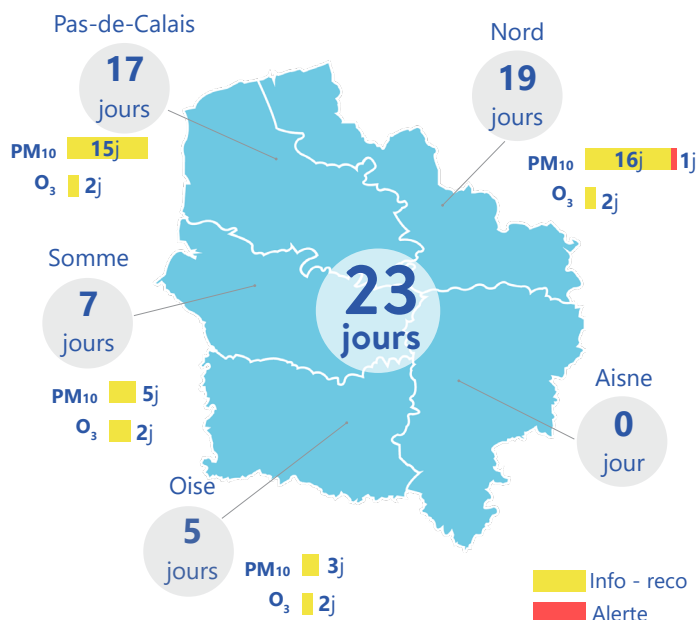 Pas-de-Calais
17
jours
PM10 15j
O3 2j
Nord
19
jours
PM10 16j 1j
O3 2j
Somme
7
jours
PM10 5j
O3 2j
23
jours
Aisne
0
jour
Oise
5
jours
PM10 3j
O3 2j
Info - reco
Alerte